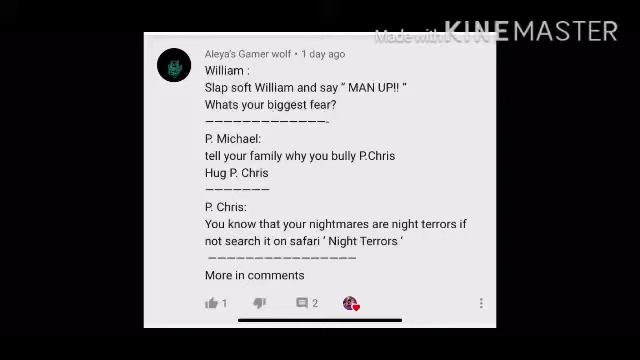 Made with KINEMASTER
Aleya's Gamer wolf • 1 day ago
William :
Slap soft William and say “ MAN UP!! “
Whats your biggest fear?
—————————————-
P. Michael:
tell your family why you bully P.Chris
Hug P. Chris
———————
P. Chris:
You know that your nightmares are night terrors if
not search it on safari ‘ Night Terrors ‘
————————————————
More in comments
1
2